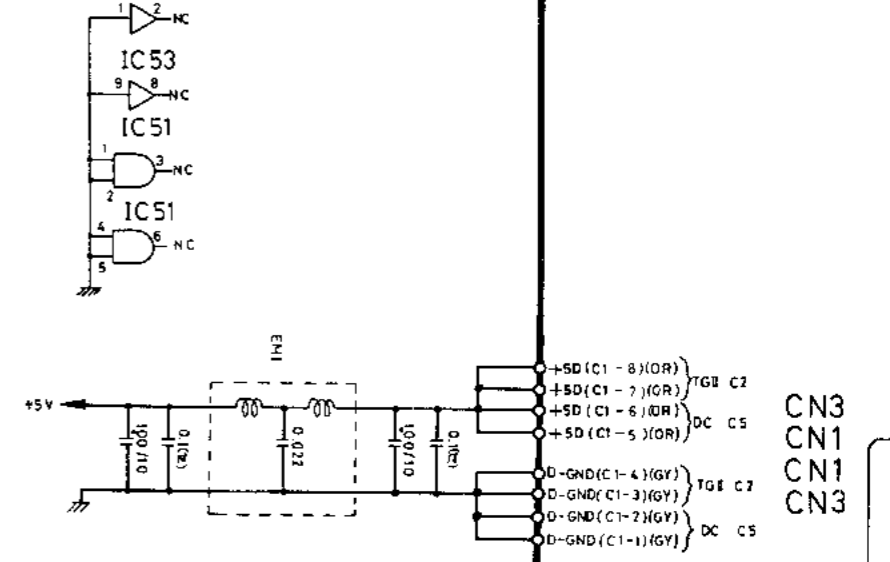 1 2 NC
IC53
9 8 NC
IC51
1
3 NC
2
IC51
4
6 NC
5
EMI
+5V
100/10
0.1(Z)
0.022
100/10
0.1(Z)
+5D(C1-8)(OR)
+5D(C1-7)(OR)
TGII C2
+5D(C1-6)(OR)
+5D(C1-5)(OR)
DC C5
D-GND(C1-4)(GY)
D-GND(C1-3)(GY)
TGII C2
D-GND(C1-2)(GY)
D-GND(C1-1)(GY)
DC C5
CN3
CN1
CN1
CN3